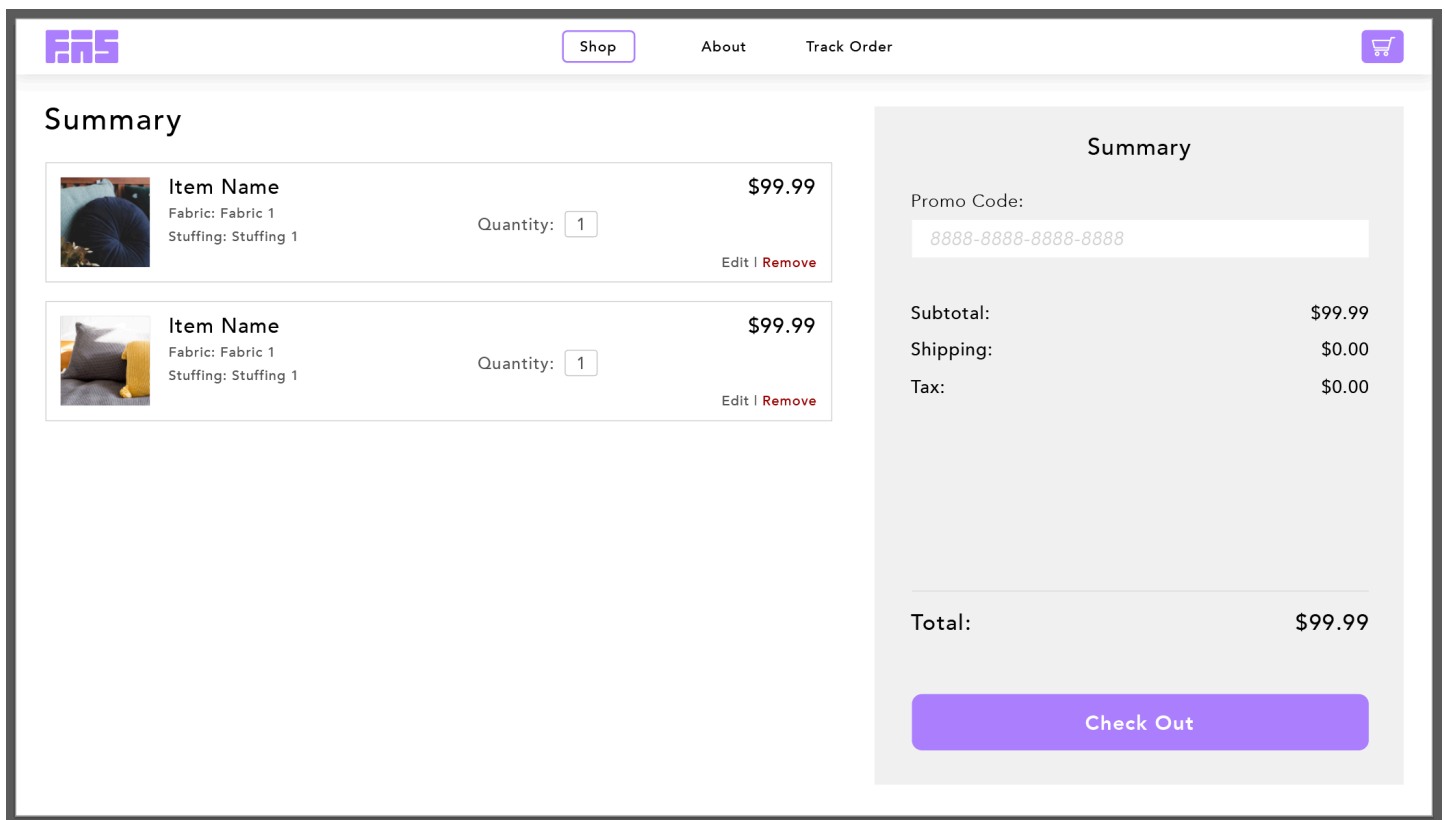 FAS
Shop About Track Order
Summary
Item Name $99.99
Fabric: Fabric 1
Quantity: 1
Stuffing: Stuffing 1
Edit | Remove
Item Name $99.99
Fabric: Fabric 1
Quantity: 1
Stuffing: Stuffing 1
Edit | Remove
Summary
Promo Code:
8888-8888-8888-8888
Subtotal: $99.99
Shipping: $0.00
Tax: $0.00
Total: $99.99
Check Out